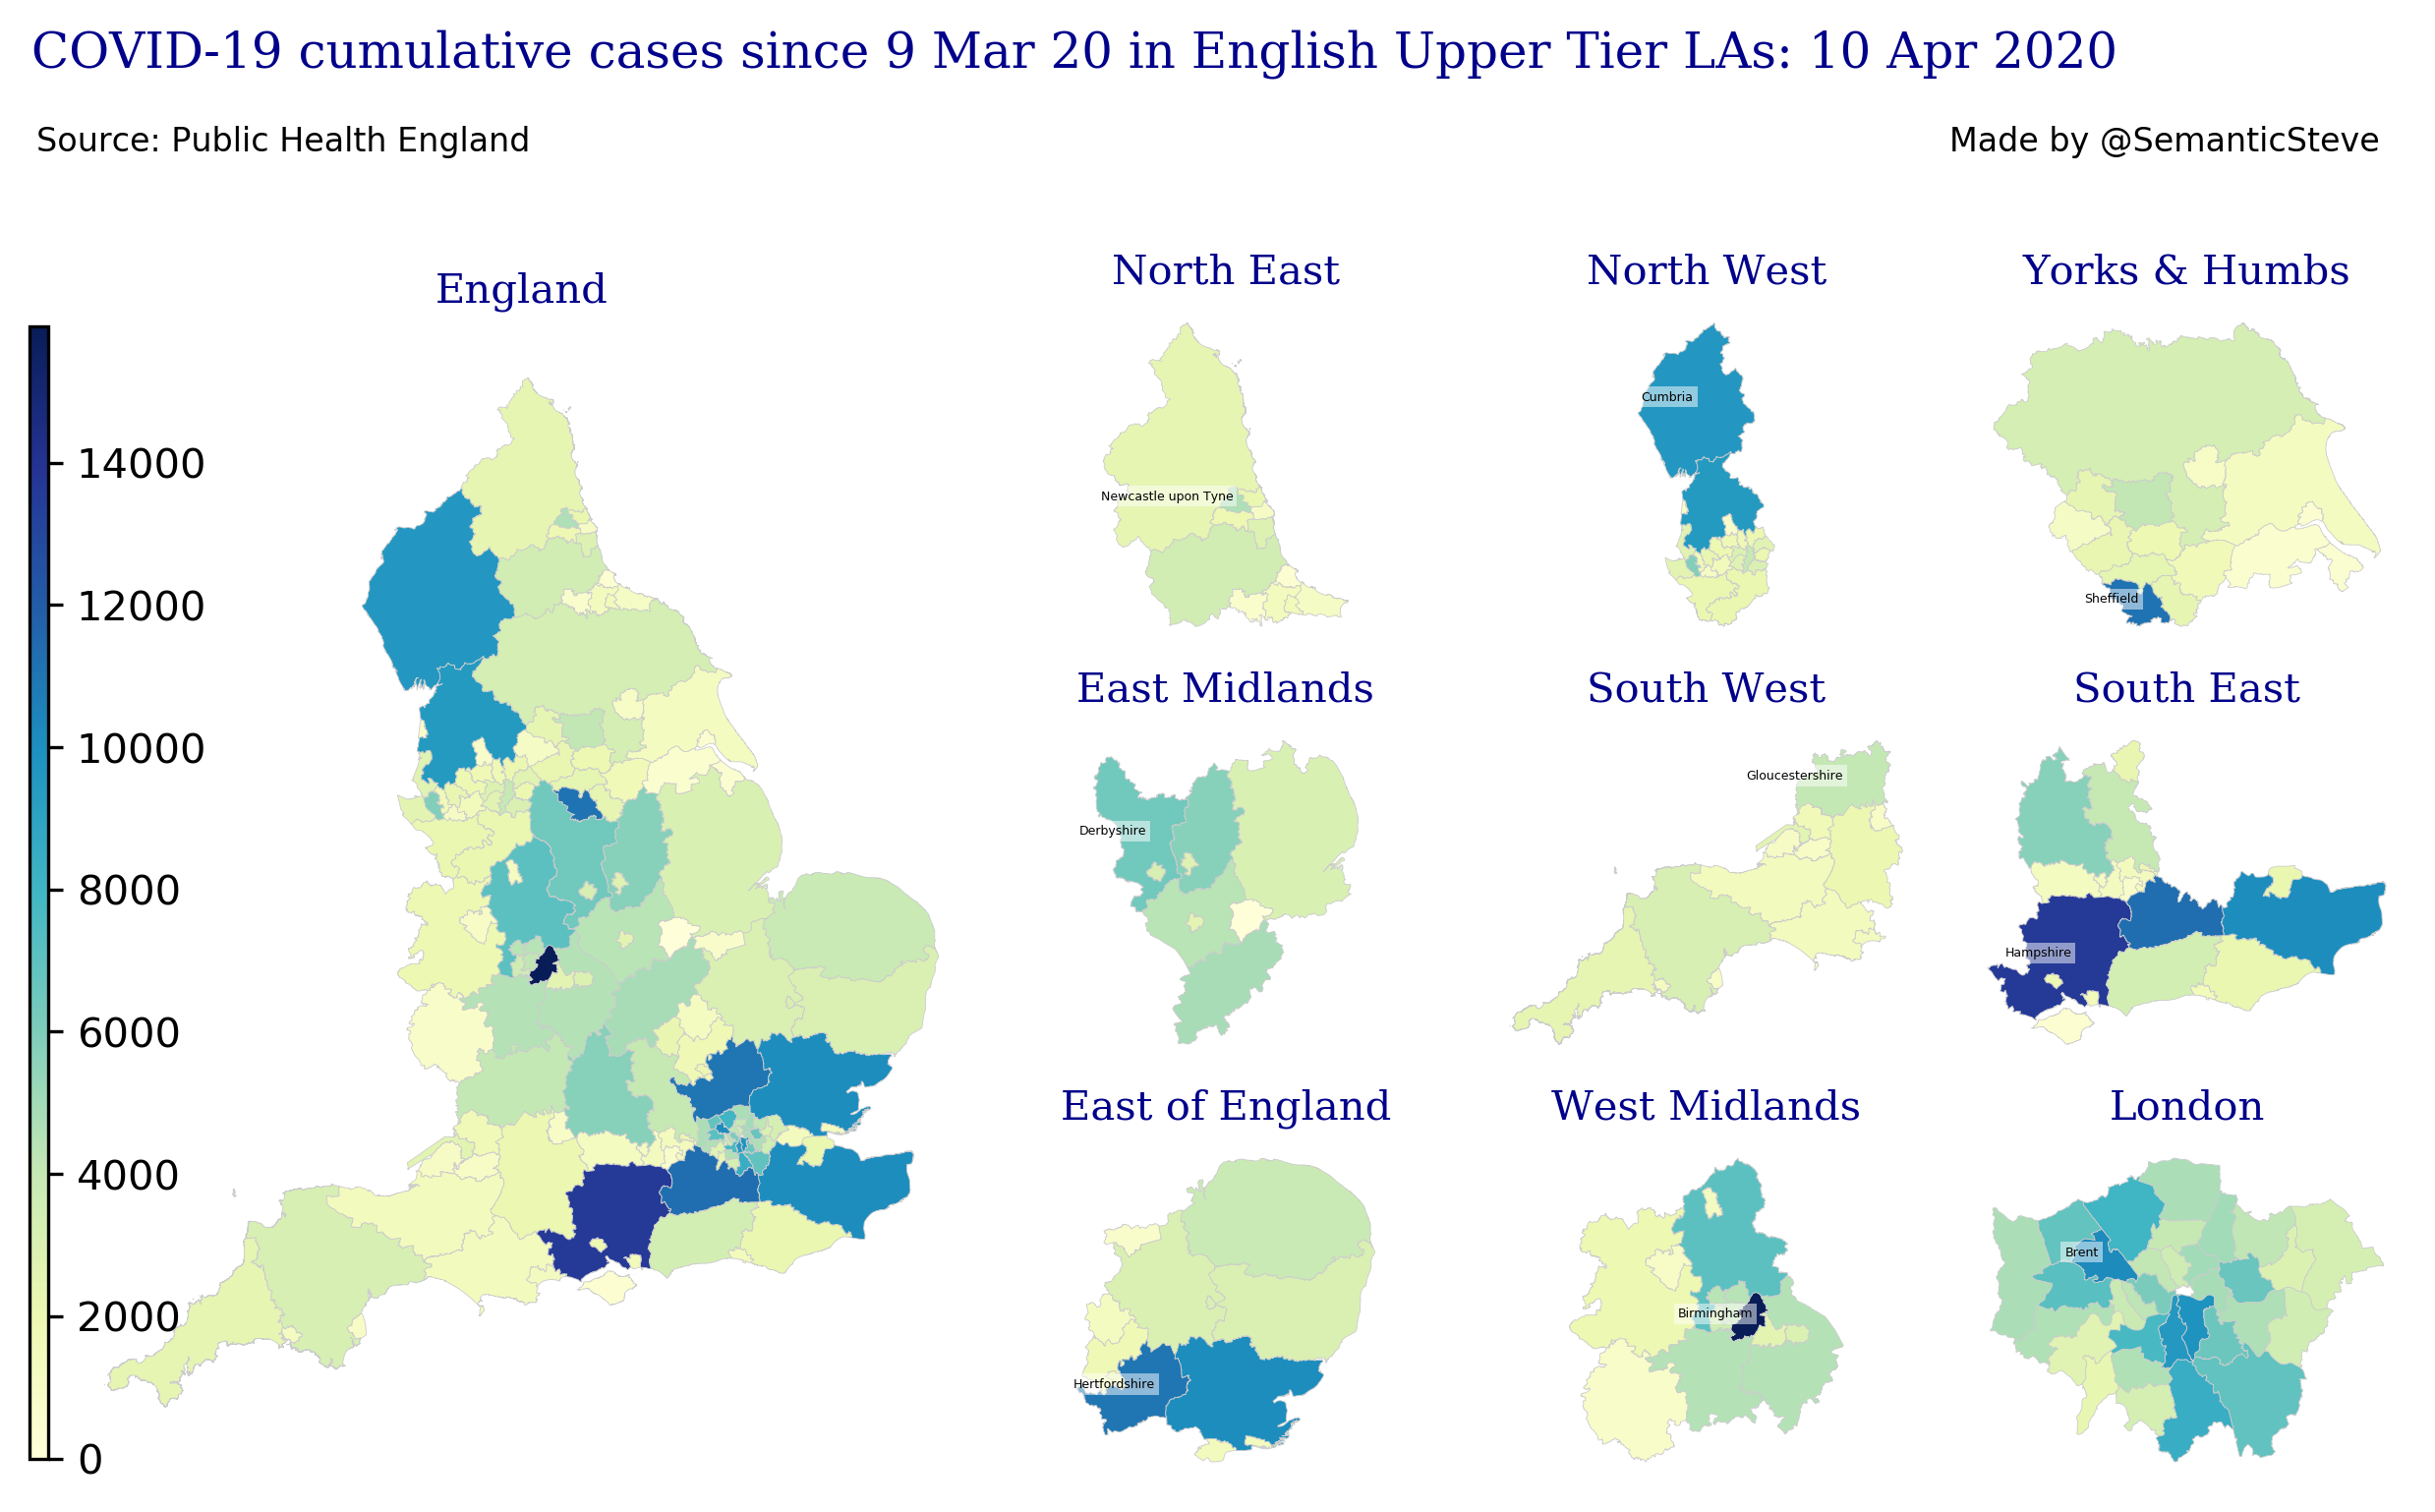 COVID-19 cumulative cases since 9 Mar 20 in English Upper Tier LAs: 10 Apr 2020
Source: Public Health England
Made by @SemanticSteve
England
14000
12000
10000
8000
6000
4000
2000
0
North East
Newcastle upon Tyne
North West
Cumbria
Yorks & Humbs
Sheffield
East Midlands
Derbyshire
South West
Gloucestershire
South East
Hampshire
East of England
Hertfordshire
West Midlands
Birmingham
London
Brent